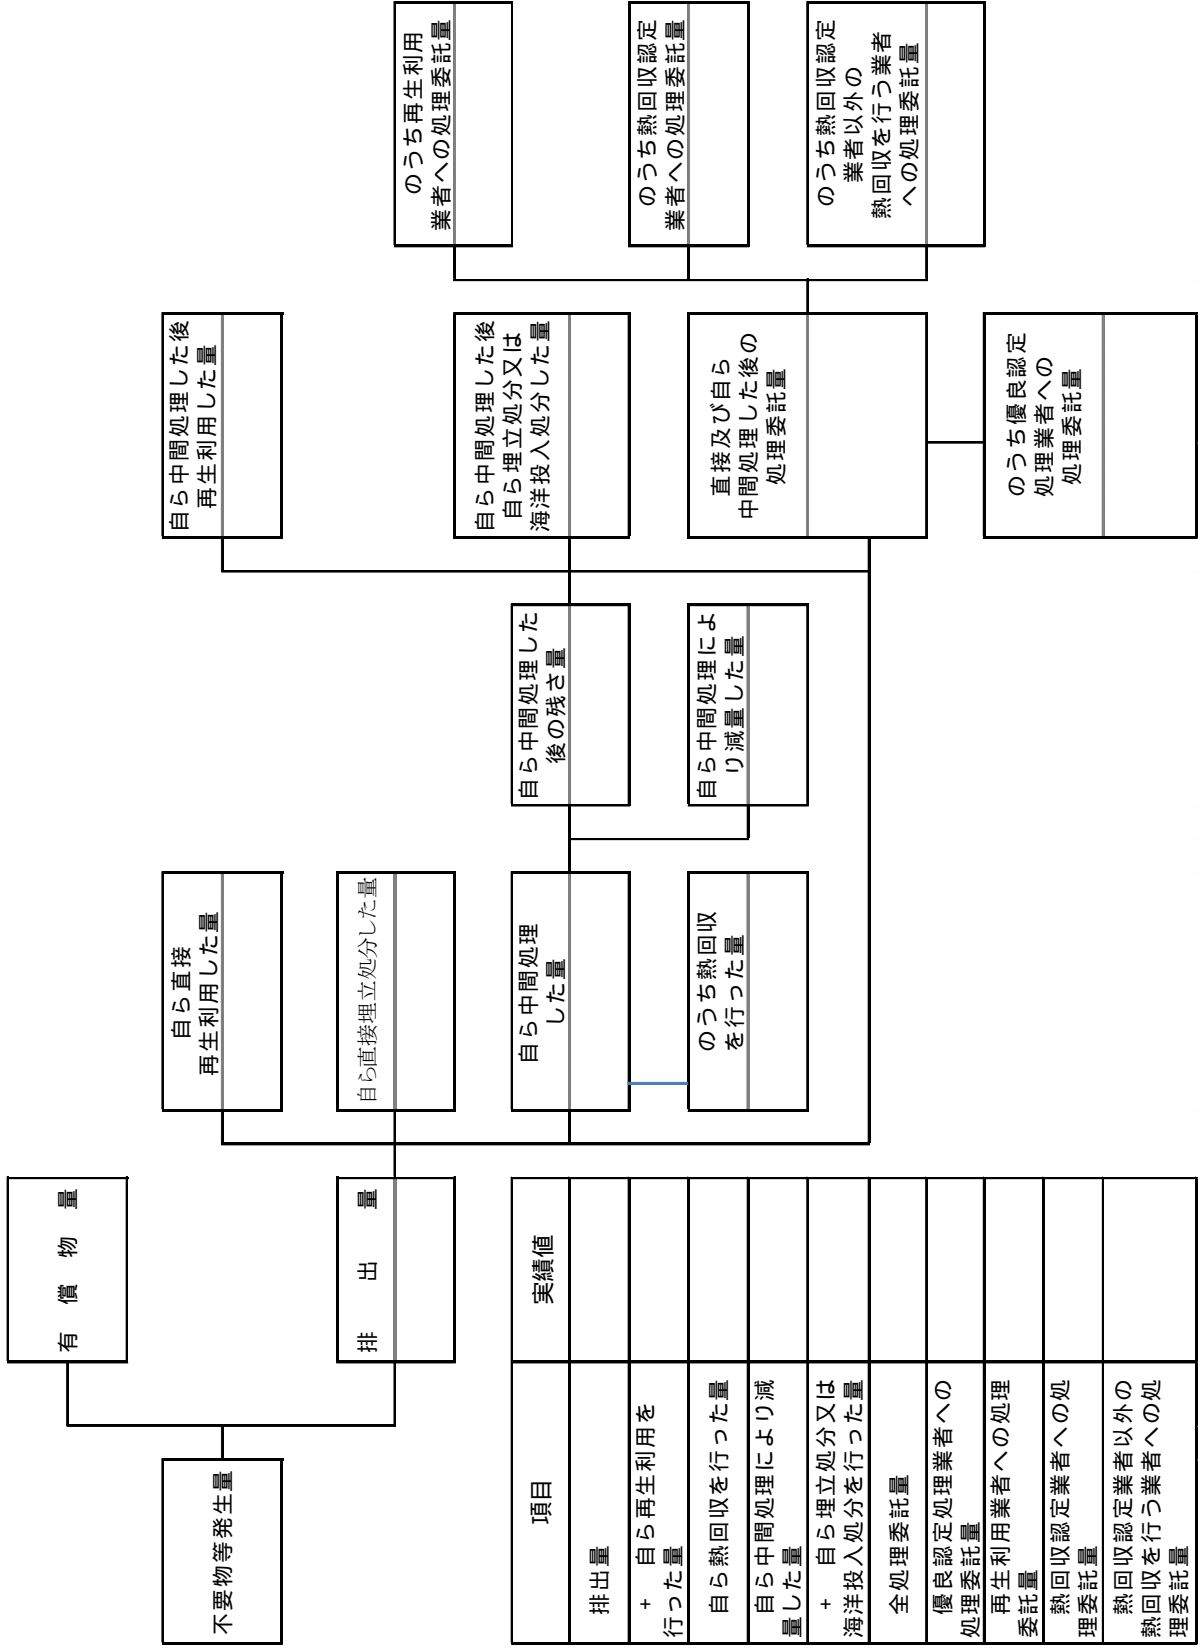 不要物等発生量
有償物量
排出量
自ら直接
再生利用した量
自ら直接埋立処分した量
自ら中間処理
した量
のうち熱回収
を行った量
自ら中間処理した
後の残さ量
自ら中間処理によ
り減量した量
自ら中間処理した後
再生利用した量
自ら中間処理した後
自ら埋立処分又は
海洋投入処分した量
直接及び自ら
中間処理した後の
処理委託量
のうち優良認定
処理業者への
処理委託量
のうち再生利用
業者への処理委託量
のうち熱回収認定
業者への処理委託量
のうち熱回収認定
業者以外の
熱回収を行う業者
への処理委託量
項目
実績値
排出量
+ 自ら再生利用を
行った量
自ら熱回収を行った量
自ら中間処理により減
量した量
+ 自ら埋立処分又は
海洋投入処分を行った量
全処理委託量
優良認定処理業者への
処理委託量
再生利用業者への処理
委託量
熱回収認定業者への処
理委託量
熱回収認定業者以外の
熱回収を行う業者への処
理委託量